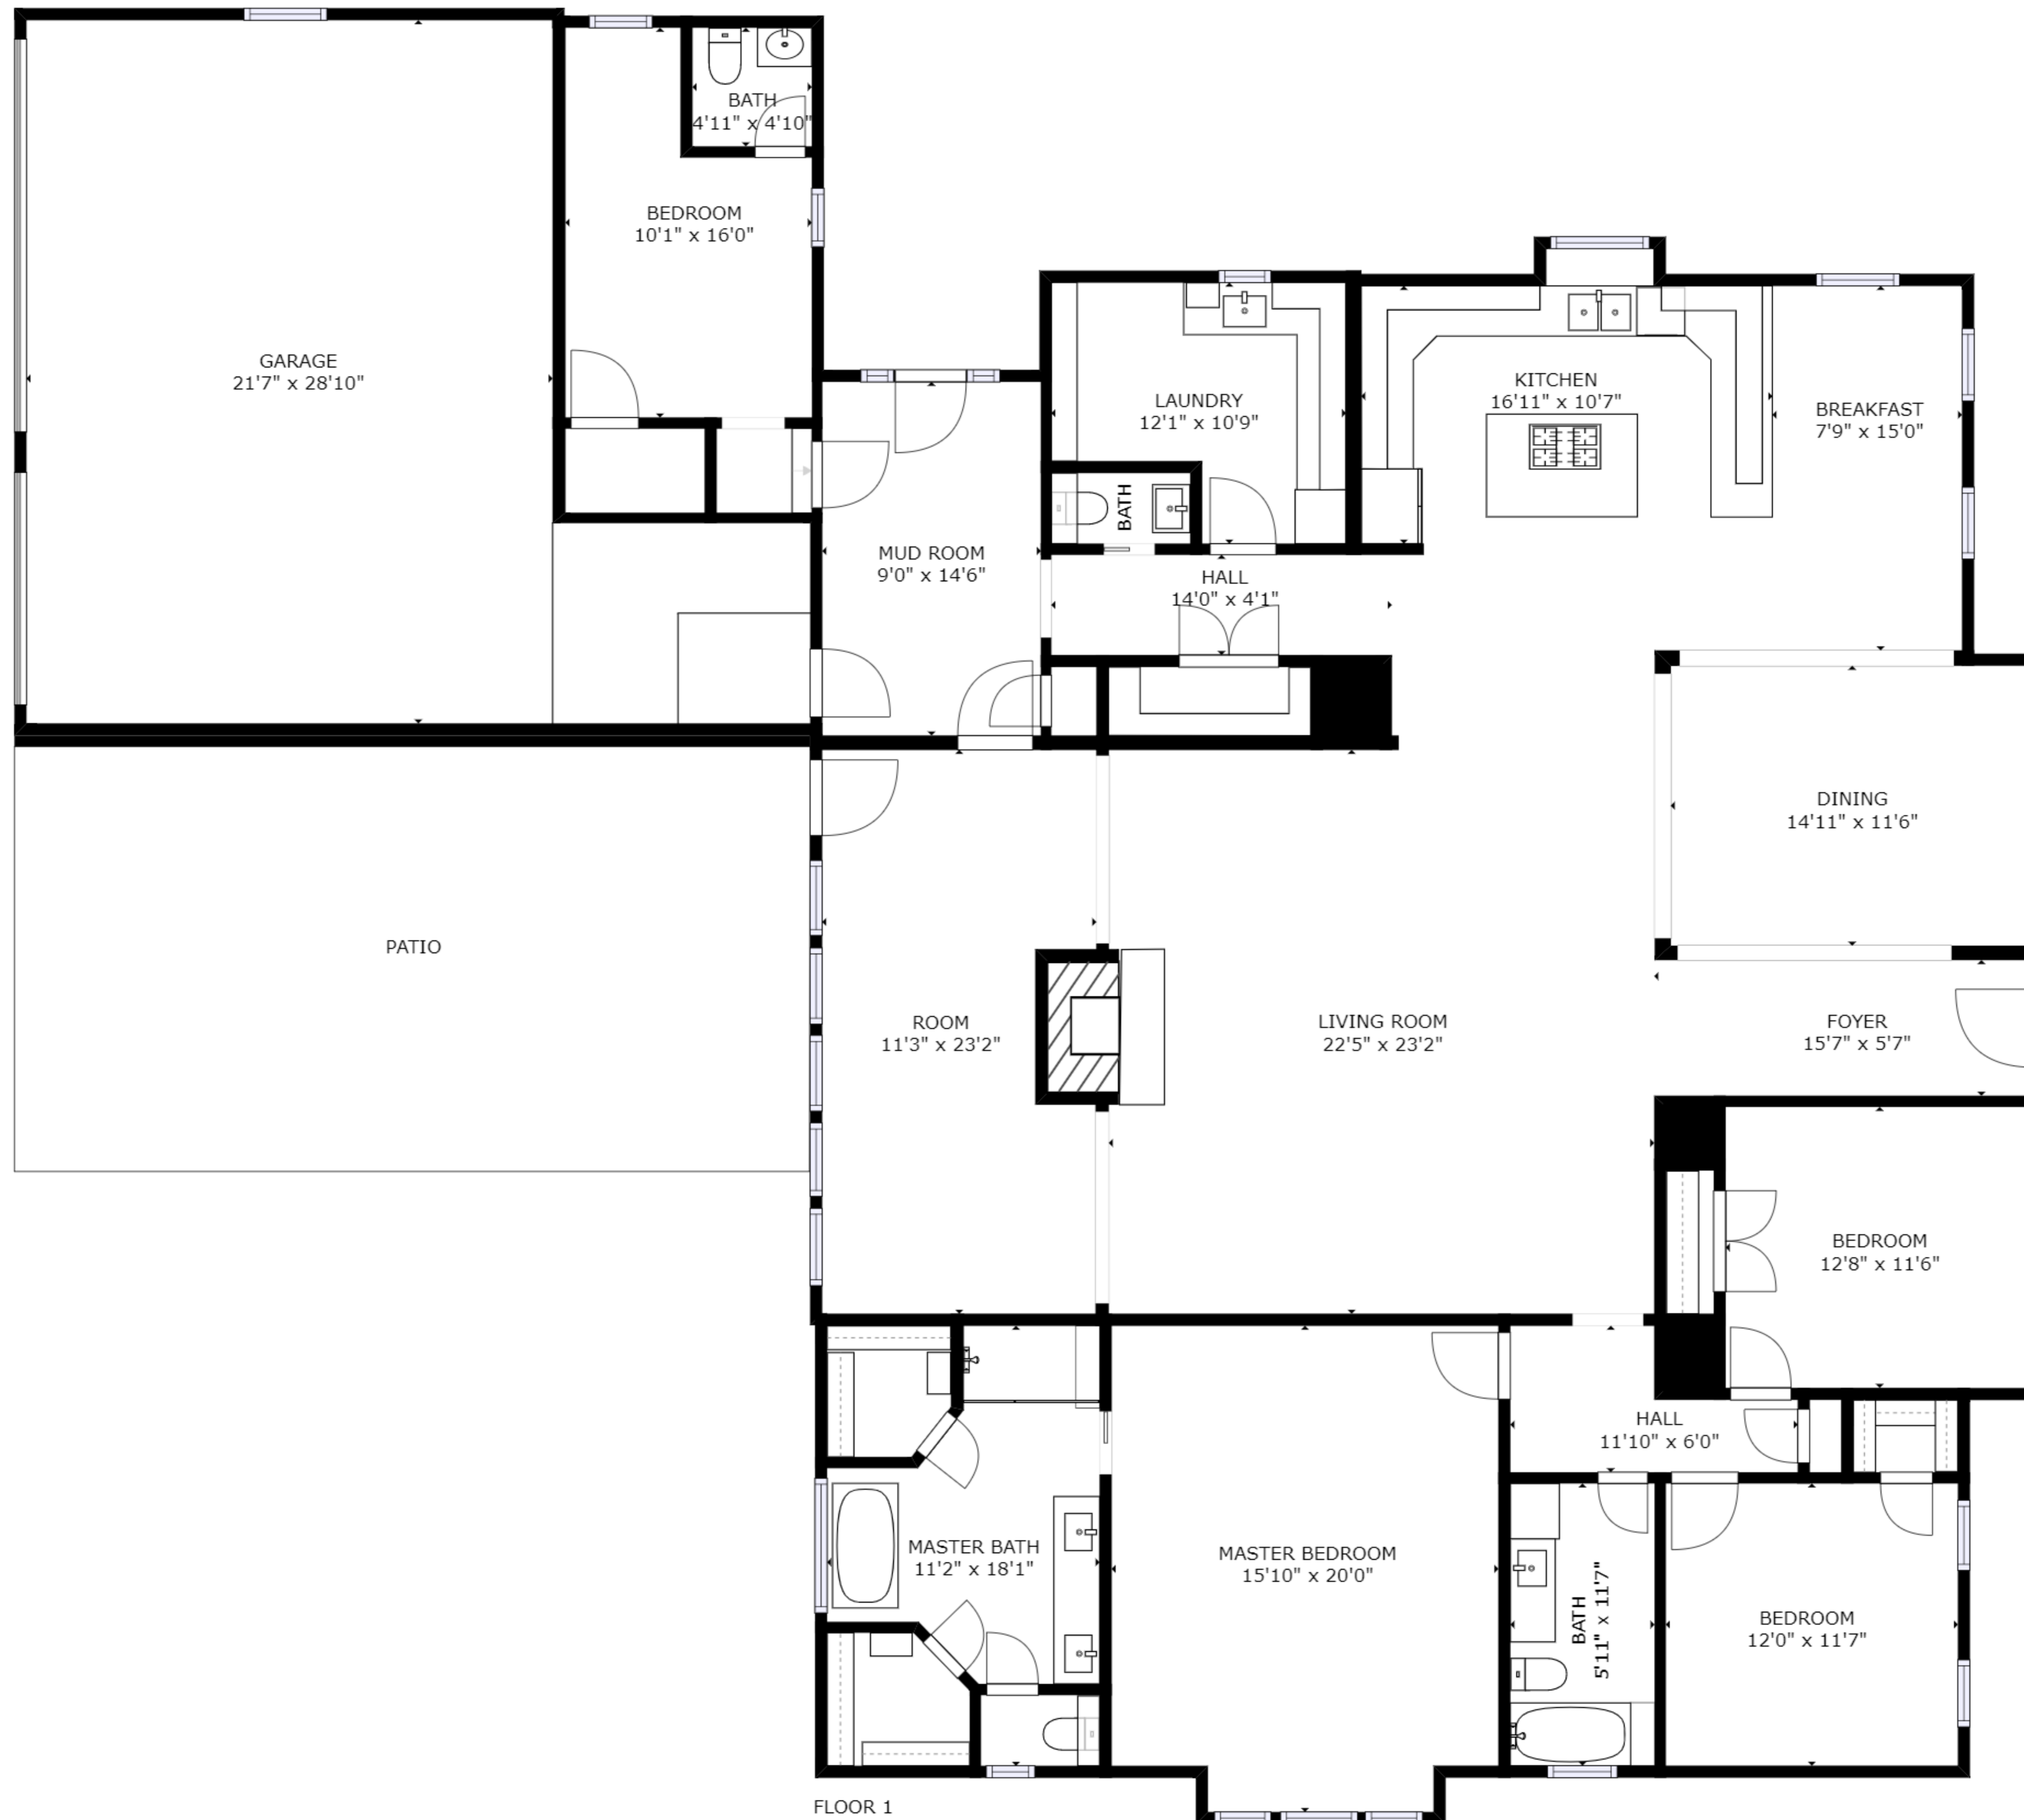 BATH
4'11" x 4'10"
BEDROOM
10'1" x 16'0"
GARAGE
21'7" x 28'10"
LAUNDRY
12'1" x 10'9"
KITCHEN
16'11" x 10'7"
BREAKFAST
7'9" x 15'0"
BATH
MUD ROOM
9'0" x 14'6"
HALL
14'0" x 4'1"
DINING
14'11" x 11'6"
PATIO
ROOM
11'3" x 23'2"
LIVING ROOM
22'5" x 23'2"
FOYER
15'7" x 5'7"
BEDROOM
12'8" x 11'6"
HALL
11'10" x 6'0"
MASTER BATH
11'2" x 18'1"
MASTER BEDROOM
15'10" x 20'0"
BATH
5'11" x 11'7"
BEDROOM
12'0" x 11'7"
FLOOR 1